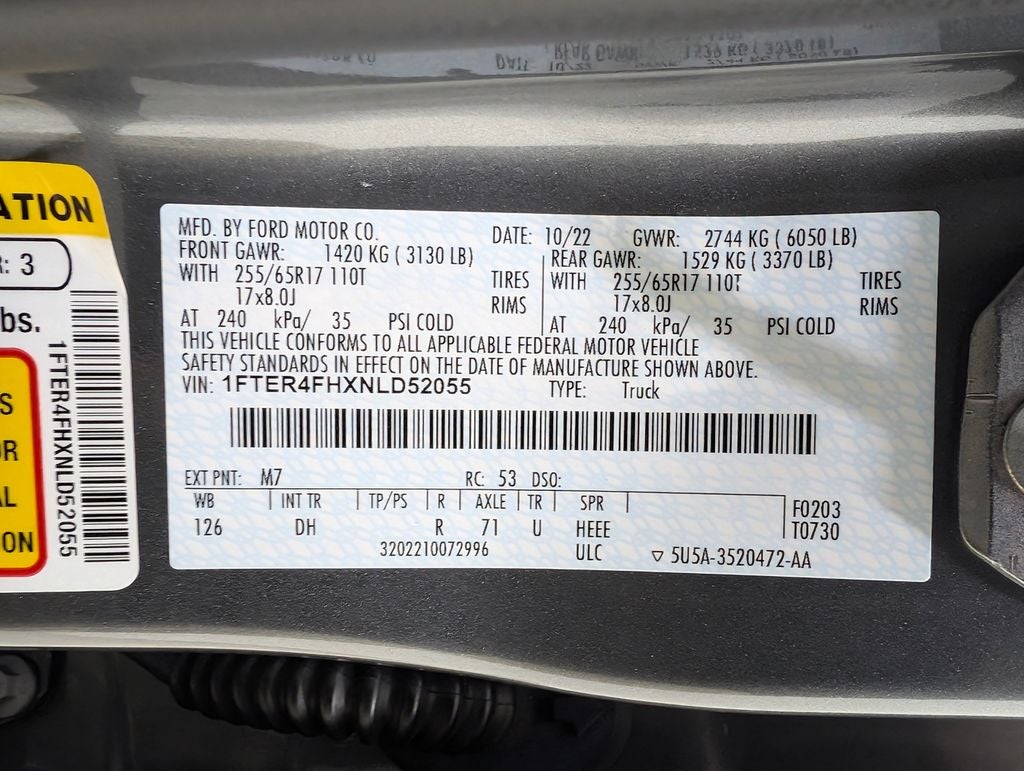 ATION
R: 3
bs.
S
OR
AL
ON
1FTER4FHXNLD52055
MFD. BY FORD MOTOR CO. DATE: 10/22 GVWR: 2744 KG ( 6050 LB)
FRONT GAWR: 1420 KG ( 3130 LB) REAR GAWR: 1529 KG ( 3370 LB)
WITH 255/65R17 110T TIRES WITH 255/65R17 110T TIRES
17x8.0J RIMS 17x8.0J RIMS
AT 240 kPa/ 35 PSI COLD AT 240 kPa/ 35 PSI COLD
THIS VEHICLE CONFORMS TO ALL APPLICABLE FEDERAL MOTOR VEHICLE
SAFETY STANDARDS IN EFFECT ON THE DATE OF MANUFACTURE SHOWN ABOVE.
VIN: 1FTER4FHXNLD52055 TYPE: Truck
EXT PNT: M7 RC: 53 DSO:
WB INT TR TP/PS R AXLE TR SPR F0203
126 DH R 71 U HEEE T0730
3202210072996 ULC ▽ 5U5A-3520472-AA